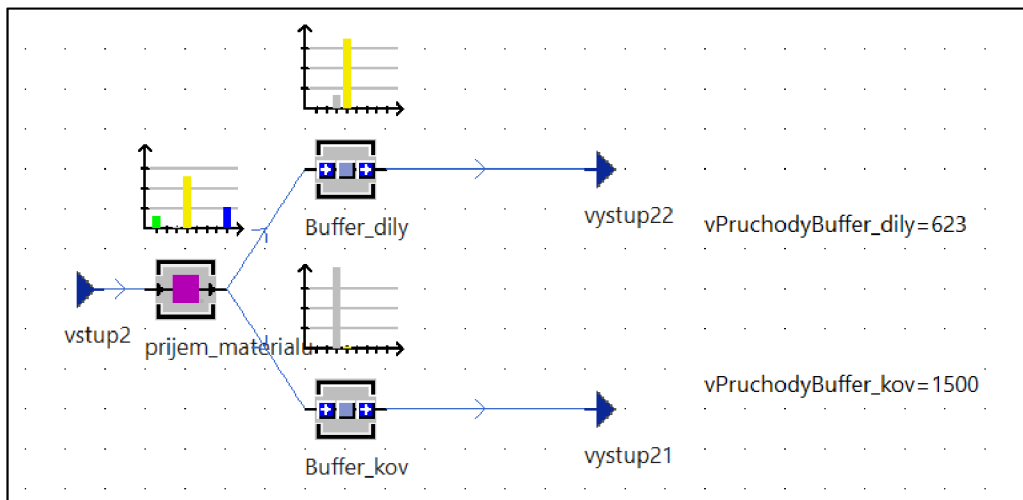 Buffer_dily
vystup22
vPruchodyBuffer_dily=623
vstup2
prijem_materialu
vPruchodyBuffer_kov=1500
Buffer_kov
vystup21